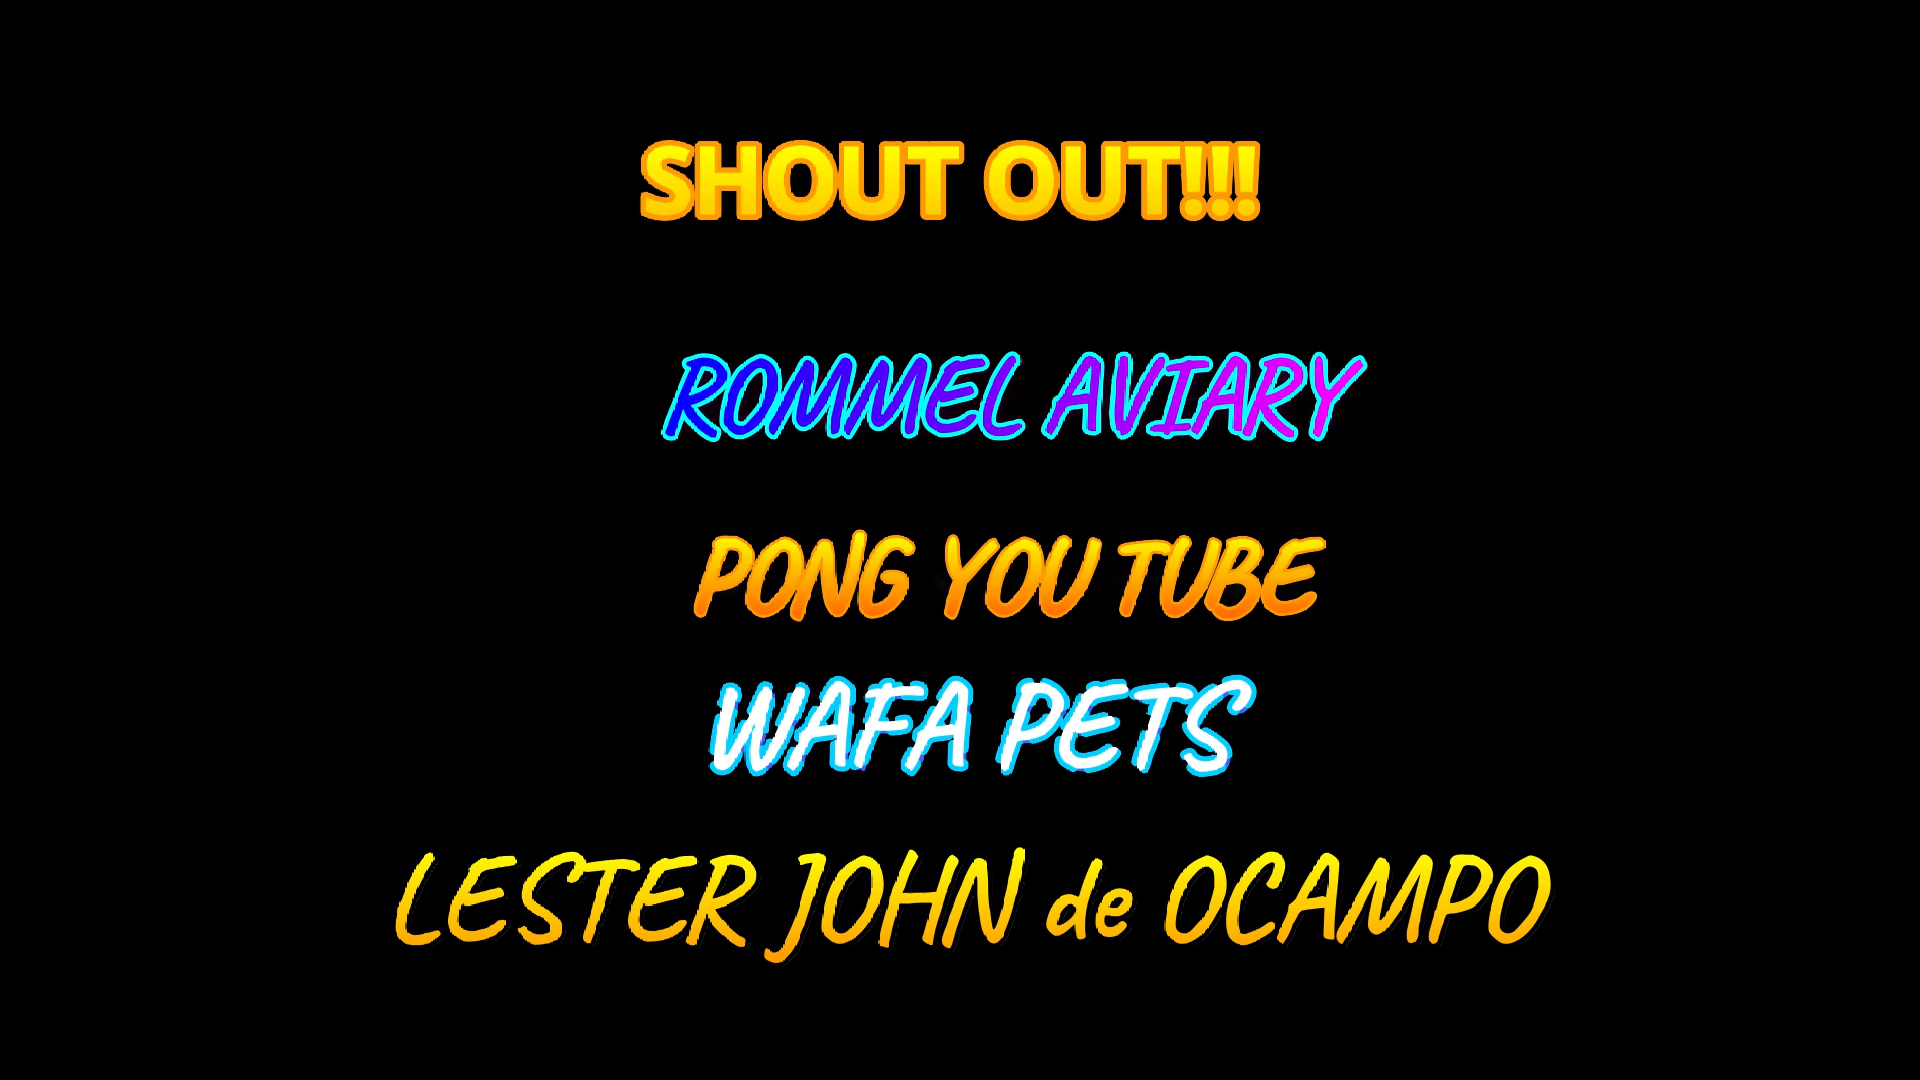 SHOUT OUT!!!
ROMMEL AVIARY
PONG YOU TUBE
WAFA PETS
LESTER JOHN de OCAMPO